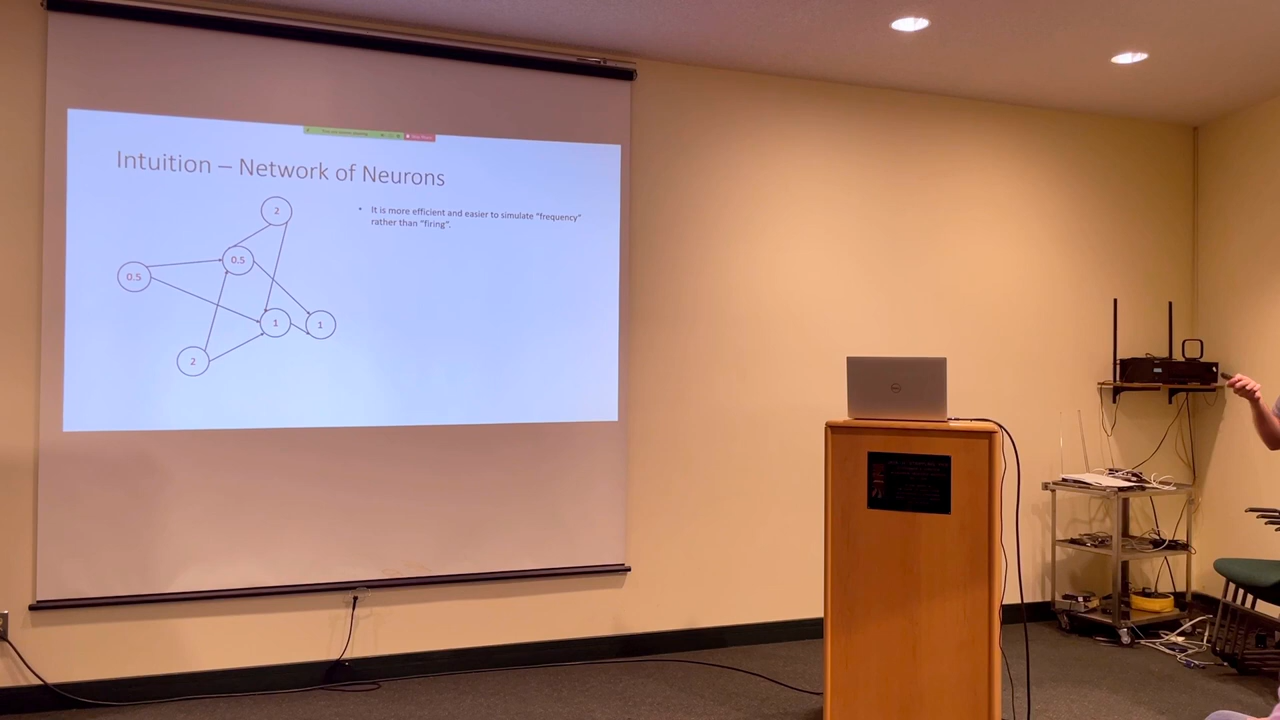 Intuition – Network of Neurons
2
• It is more efficient and easier to simulate “frequency”
rather than “firing”.
0.5
0.5
1
1
2
DELL